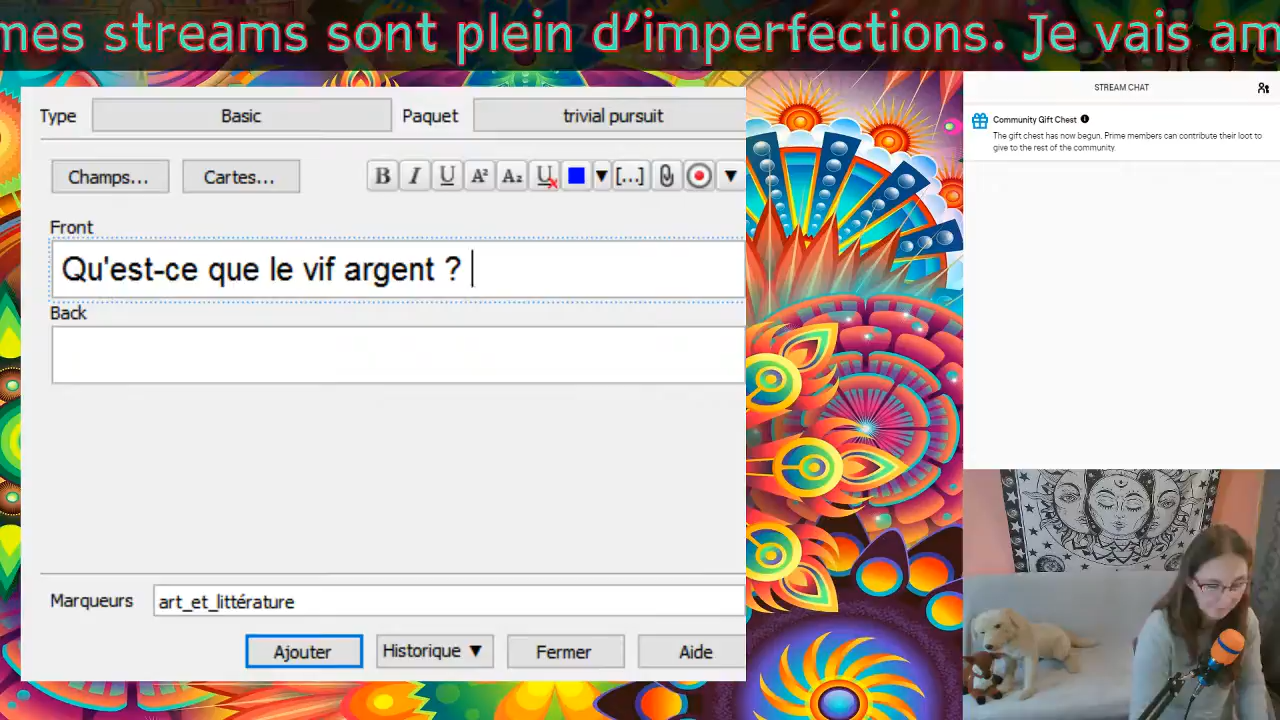 mes streams sont plein d’imperfections. Je vais am
STREAM CHAT
Community Gift Chest
The gift chest has now begun. Prime members can contribute their loot to
give to the rest of the community.
Type Basic Paquet trivial pursuit
Champs... Cartes... B I U A² A₂ U [...]
Front
Qu'est-ce que le vif argent ?
Back
Marqueurs art_et_littérature
Ajouter Historique ▼ Fermer Aide